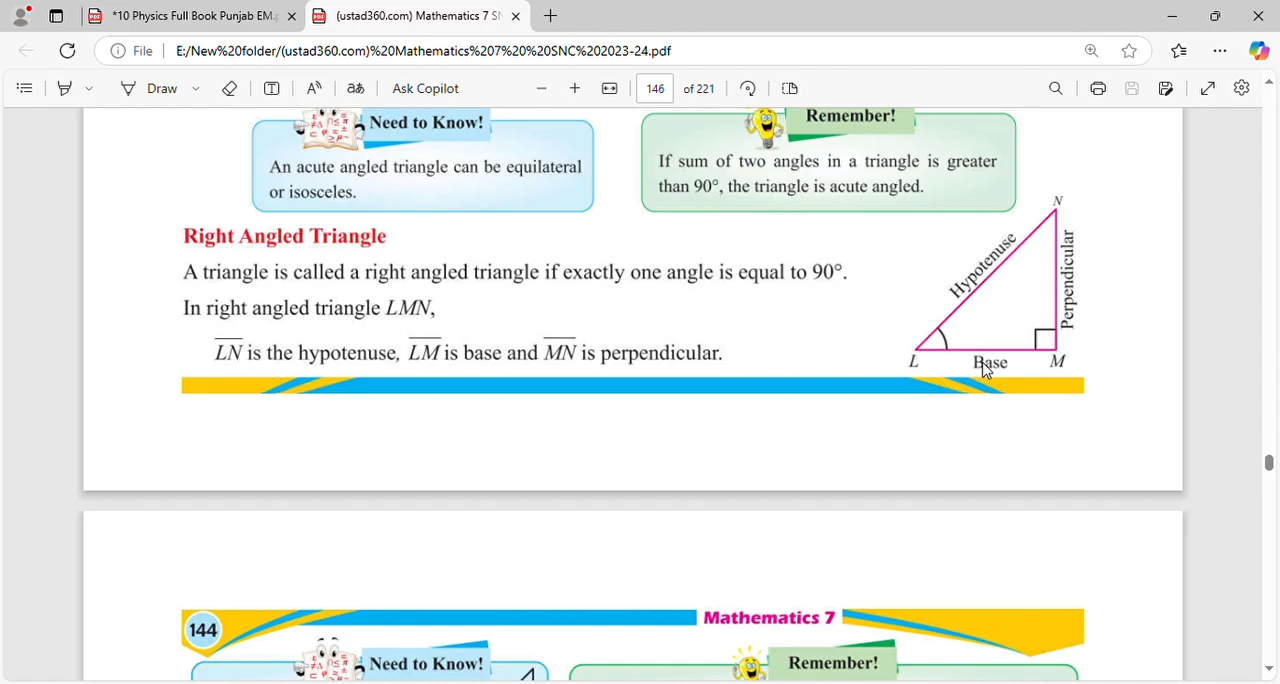 *10 Physics Full Book Punjab EM.p
(ustad360.com) Mathematics 7 SN
File
E:/New%20folder/(ustad360.com)%20Mathematics%207%20%20SNC%202023-24.pdf
Draw
Ask Copilot
146
of 221
Need to Know!
An acute angled triangle can be equilateral
or isosceles.
Remember!
If sum of two angles in a triangle is greater
than 90°, the triangle is acute angled.
Right Angled Triangle
A triangle is called a right angled triangle if exactly one angle is equal to 90°.
In right angled triangle LMN,
LN is the hypotenuse, LM is base and MN is perpendicular.
N
Hypotenuse
Perpendicular
L
Base
M
144
Mathematics 7
Need to Know!
Remember!